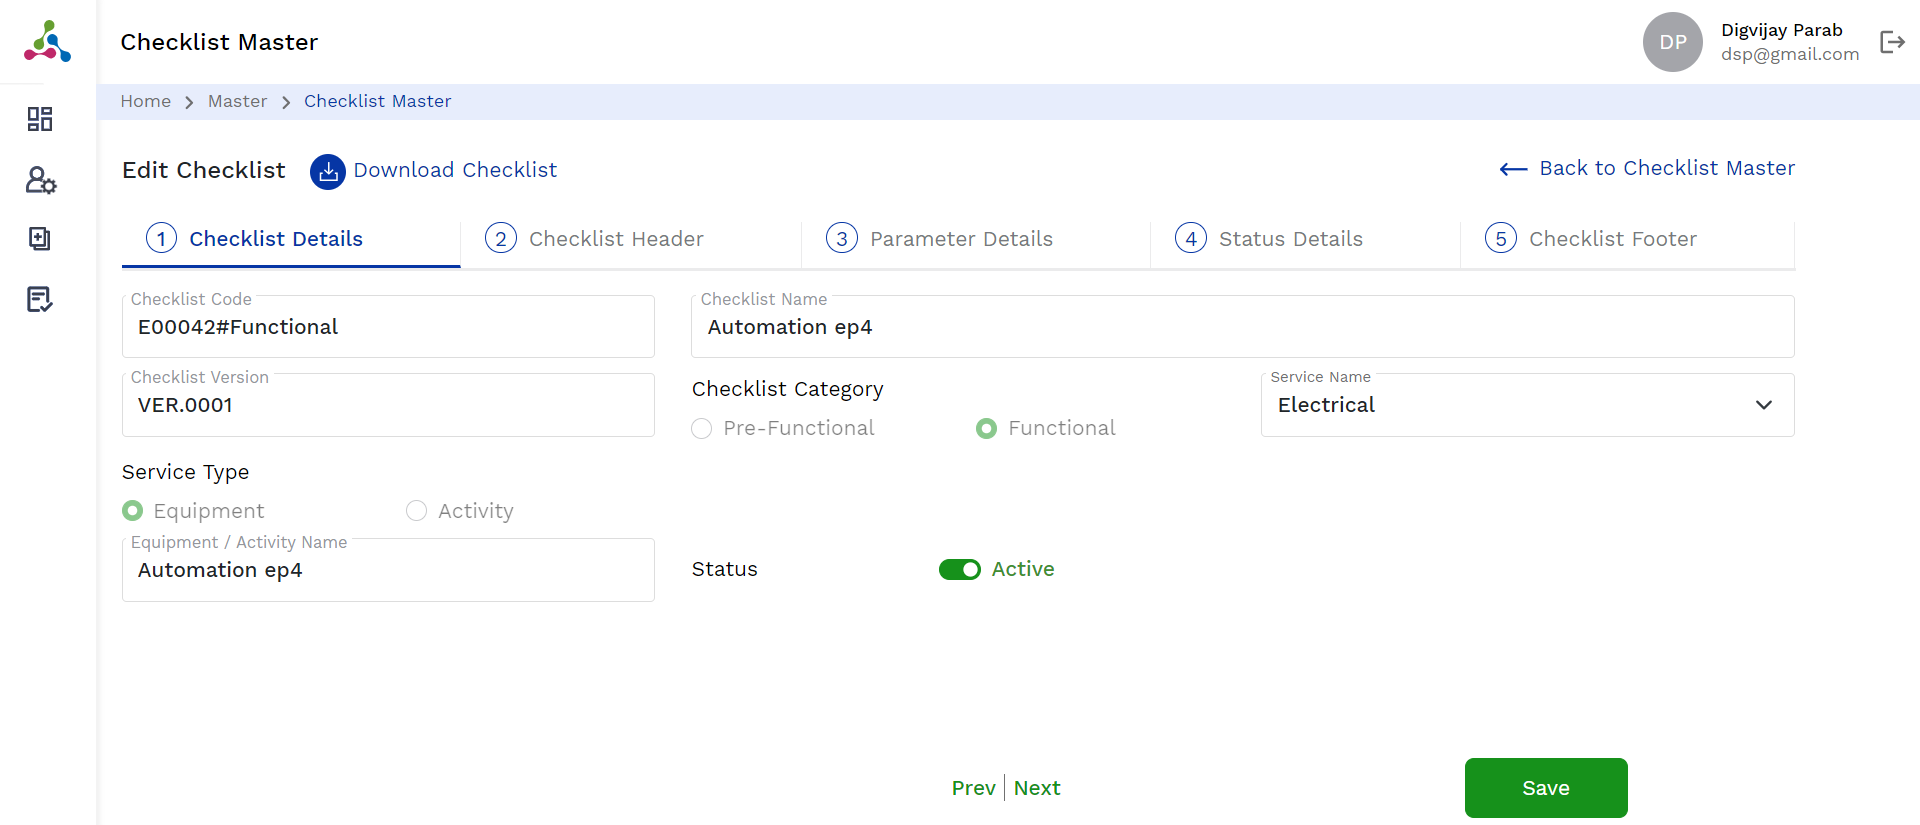 Checklist Master
DP
Digvijay Parab
dsp@gmail.com
Home > Master > Checklist Master
Edit Checklist
Download Checklist
Back to Checklist Master
1 Checklist Details
2 Checklist Header
3 Parameter Details
4 Status Details
5 Checklist Footer
Checklist Code
E00042#Functional
Checklist Name
Automation ep4
Checklist Version
VER.0001
Checklist Category
Pre-Functional
Functional
Service Name
Electrical
Service Type
Equipment
Activity
Equipment / Activity Name
Automation ep4
Status
Active
Prev | Next
Save